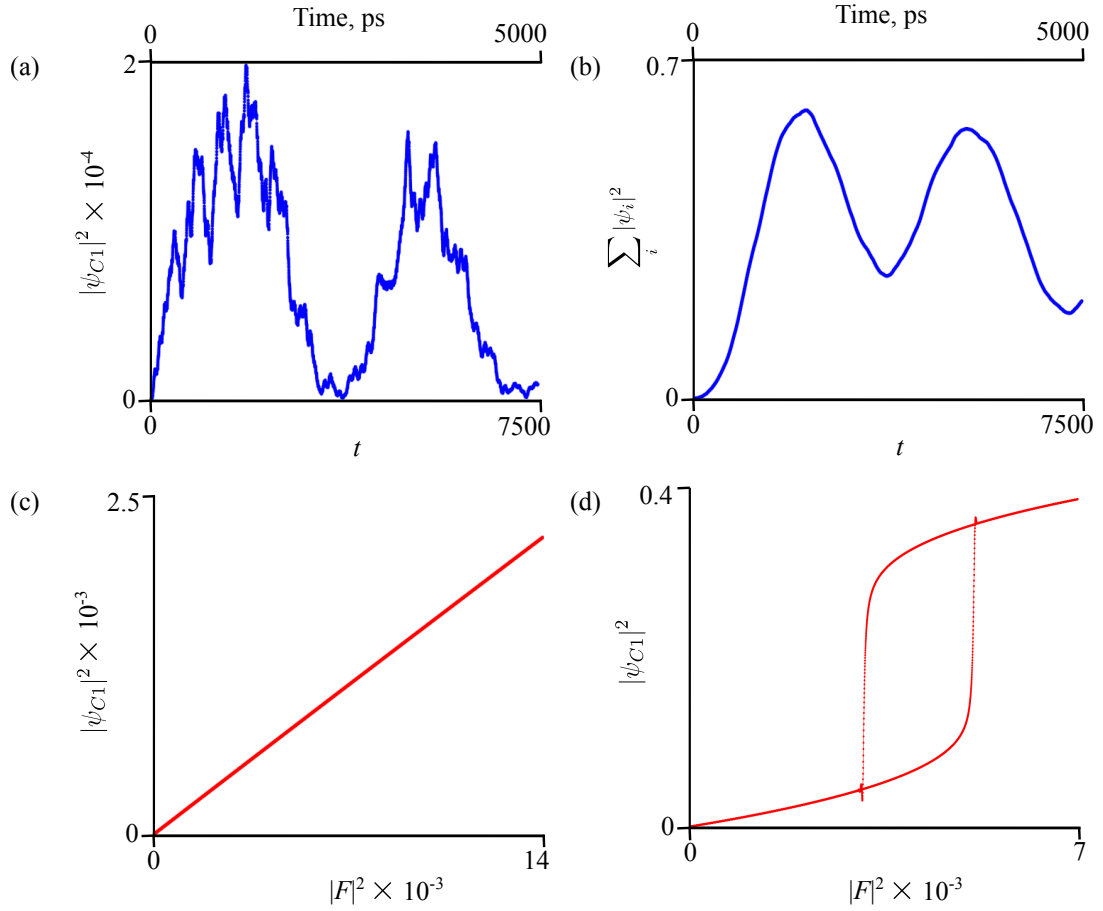 Time, ps
0 5000
(a)
2
|ψ_{C1}|² × 10⁻⁴
0
0 7500
t
Time, ps
0 5000
(b)
0.7
∑_i |ψ_i|²
0
0 7500
t
(c)
2.5
|ψ_{C1}|² × 10⁻³
0
0 14
|F|² × 10⁻³
(d)
0.4
|ψ_{C1}|²
0
0 7
|F|² × 10⁻³